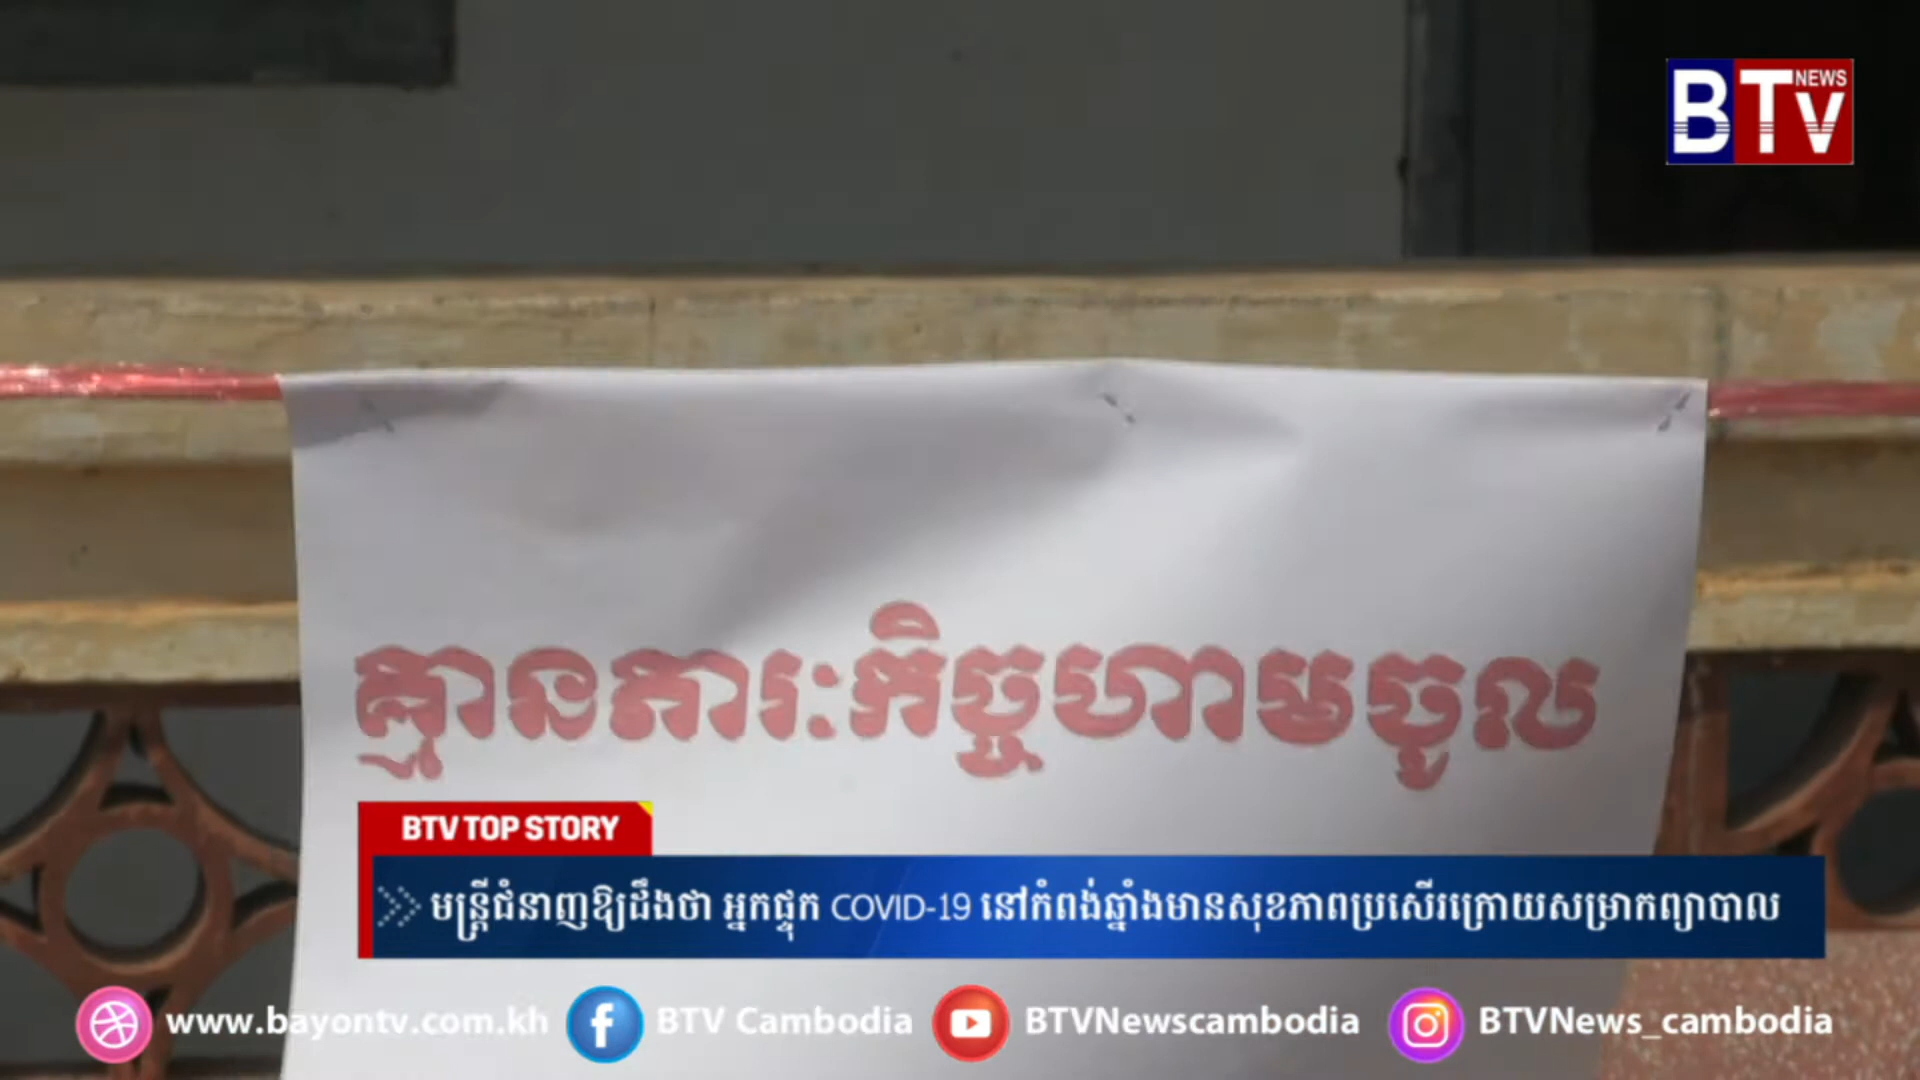 BTV NEWS
គ្មានភារៈកិច្ចហាមចូល
BTV TOP STORY
មន្ត្រីជំនាញឱ្យដឹងថា អ្នកផ្ទុក COVID-19 នៅកំពង់ឆ្នាំងមានសុខភាពប្រសើរក្រោយសម្រាកព្យាបាល
www.bayontv.com.kh BTV Cambodia BTVNewscambodia BTVNews_cambodia